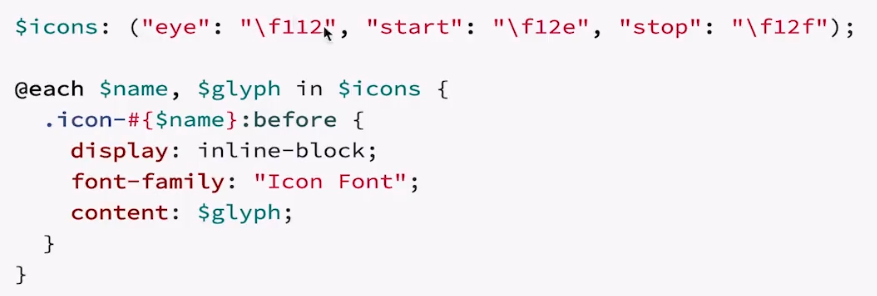 $icons: ("eye": "\f112", "start": "\f12e", "stop": "\f12f");
@each $name, $glyph in $icons {
.icon-#{$name}:before {
display: inline-block;
font-family: "Icon Font";
content: $glyph;
}
}